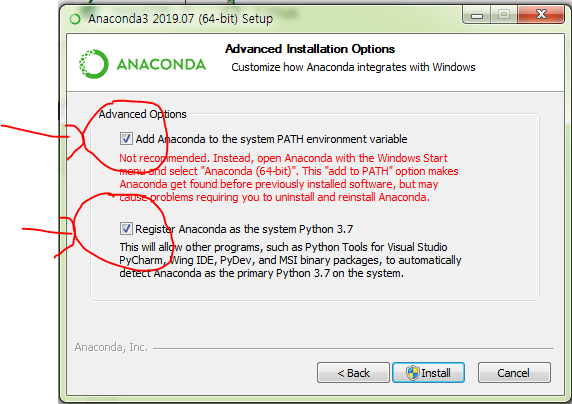 Anaconda3 2019.07 (64-bit) Setup
Advanced Installation Options
Customize how Anaconda integrates with Windows
ANACONDA
Advanced Options
Add Anaconda to the system PATH environment variable
Not recommended. Instead, open Anaconda with the Windows Start
menu and select "Anaconda (64-bit)". This "add to PATH" option makes
Anaconda get found before previously installed software, but may
cause problems requiring you to uninstall and reinstall Anaconda.
Register Anaconda as the system Python 3.7
This will allow other programs, such as Python Tools for Visual Studio
PyCharm, Wing IDE, PyDev, and MSI binary packages, to automatically
detect Anaconda as the primary Python 3.7 on the system.
Anaconda, Inc.
< Back
Install
Cancel